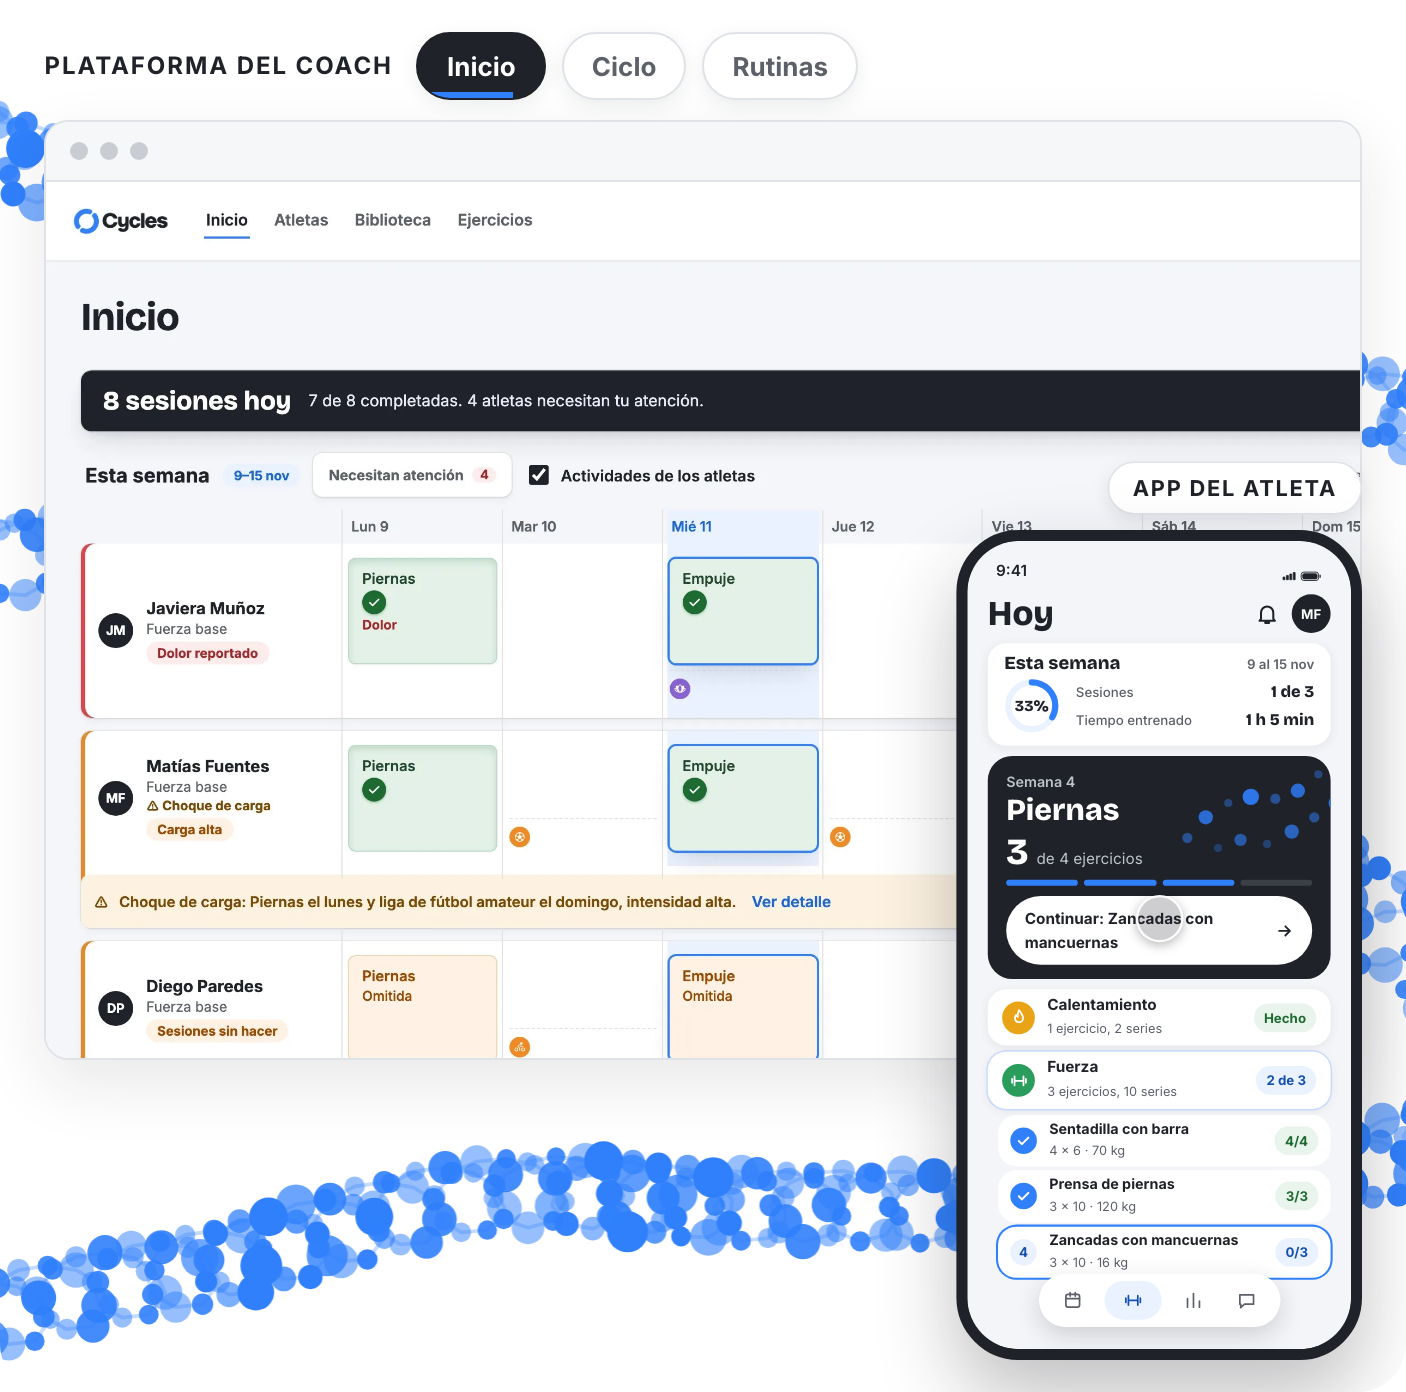 PLATAFORMA DEL COACH
Inicio
Ciclo
Rutinas
Cycles
Inicio
Atletas
Biblioteca
Ejercicios
Inicio
8 sesiones hoy
7 de 8 completadas. 4 atletas necesitan tu atención.
Esta semana
9–15 nov
Necesitan atención 4
Actividades de los atletas
Lun 9
Mar 10
Mié 11
Jue 12
Vie 13
Sáb 14
Dom 15
JM
Javiera Muñoz
Fuerza base
Dolor reportado
Piernas
Dolor
Empuje
MF
Matías Fuentes
Fuerza base
Choque de carga
Carga alta
Piernas
Empuje
Choque de carga: Piernas el lunes y liga de fútbol amateur el domingo, intensidad alta. Ver detalle
DP
Diego Paredes
Fuerza base
Sesiones sin hacer
Piernas
Omitida
Empuje
Omitida
APP DEL ATLETA
9:41
Hoy
MF
Esta semana
9 al 15 nov
33%
Sesiones
1 de 3
Tiempo entrenado
1 h 5 min
Semana 4
Piernas
3 de 4 ejercicios
Continuar: Zancadas con
mancuernas
Calentamiento
1 ejercicio, 2 series
Hecho
Fuerza
3 ejercicios, 10 series
2 de 3
Sentadilla con barra
4 × 6 · 70 kg
4/4
Prensa de piernas
3 × 10 · 120 kg
3/3
4
Zancadas con mancuernas
3 × 10 · 16 kg
0/3